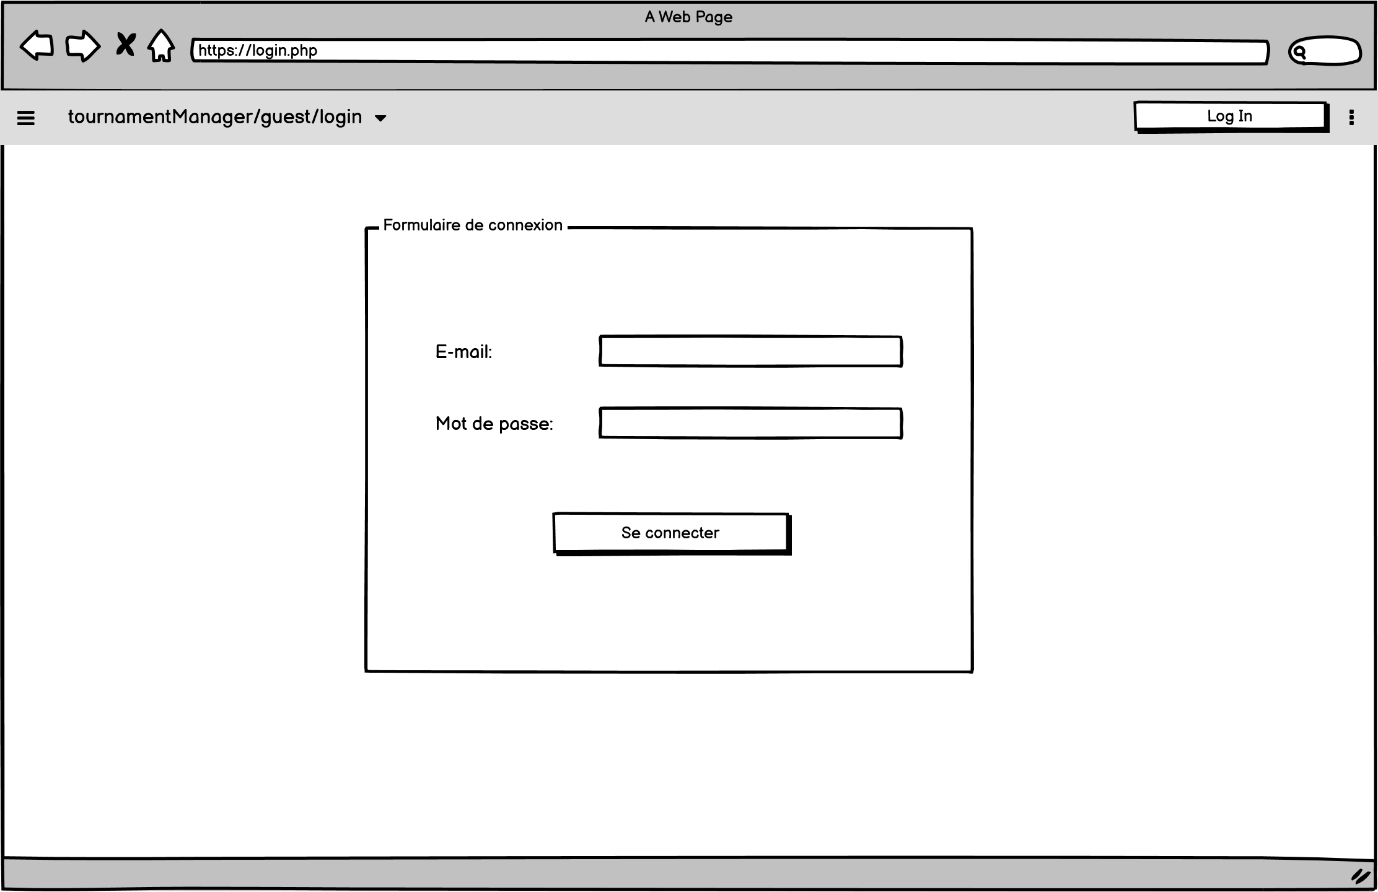 A Web Page
https://login.php
tournamentManager/guest/login
Log In
Formulaire de connexion
E-mail:
Mot de passe:
Se connecter